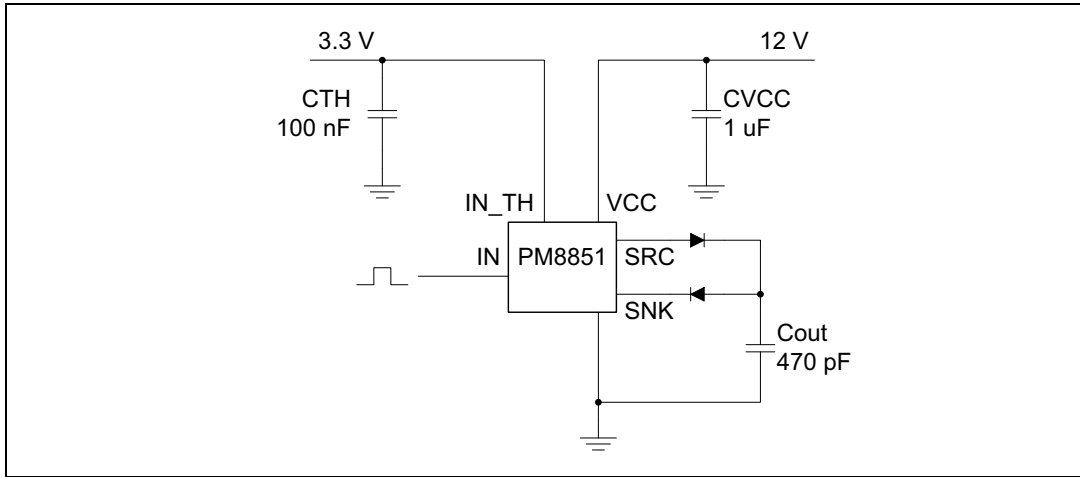 3.3 V
12 V
CTH
100 nF
CVCC
1 uF
IN_TH
VCC
IN
PM8851
SRC
SNK
Cout
470 pF